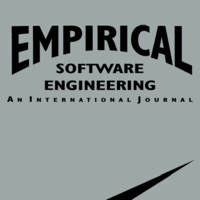 EMPIRICAL
SOFTWARE
ENGINEERING
AN INTERNATIONAL JOURNAL